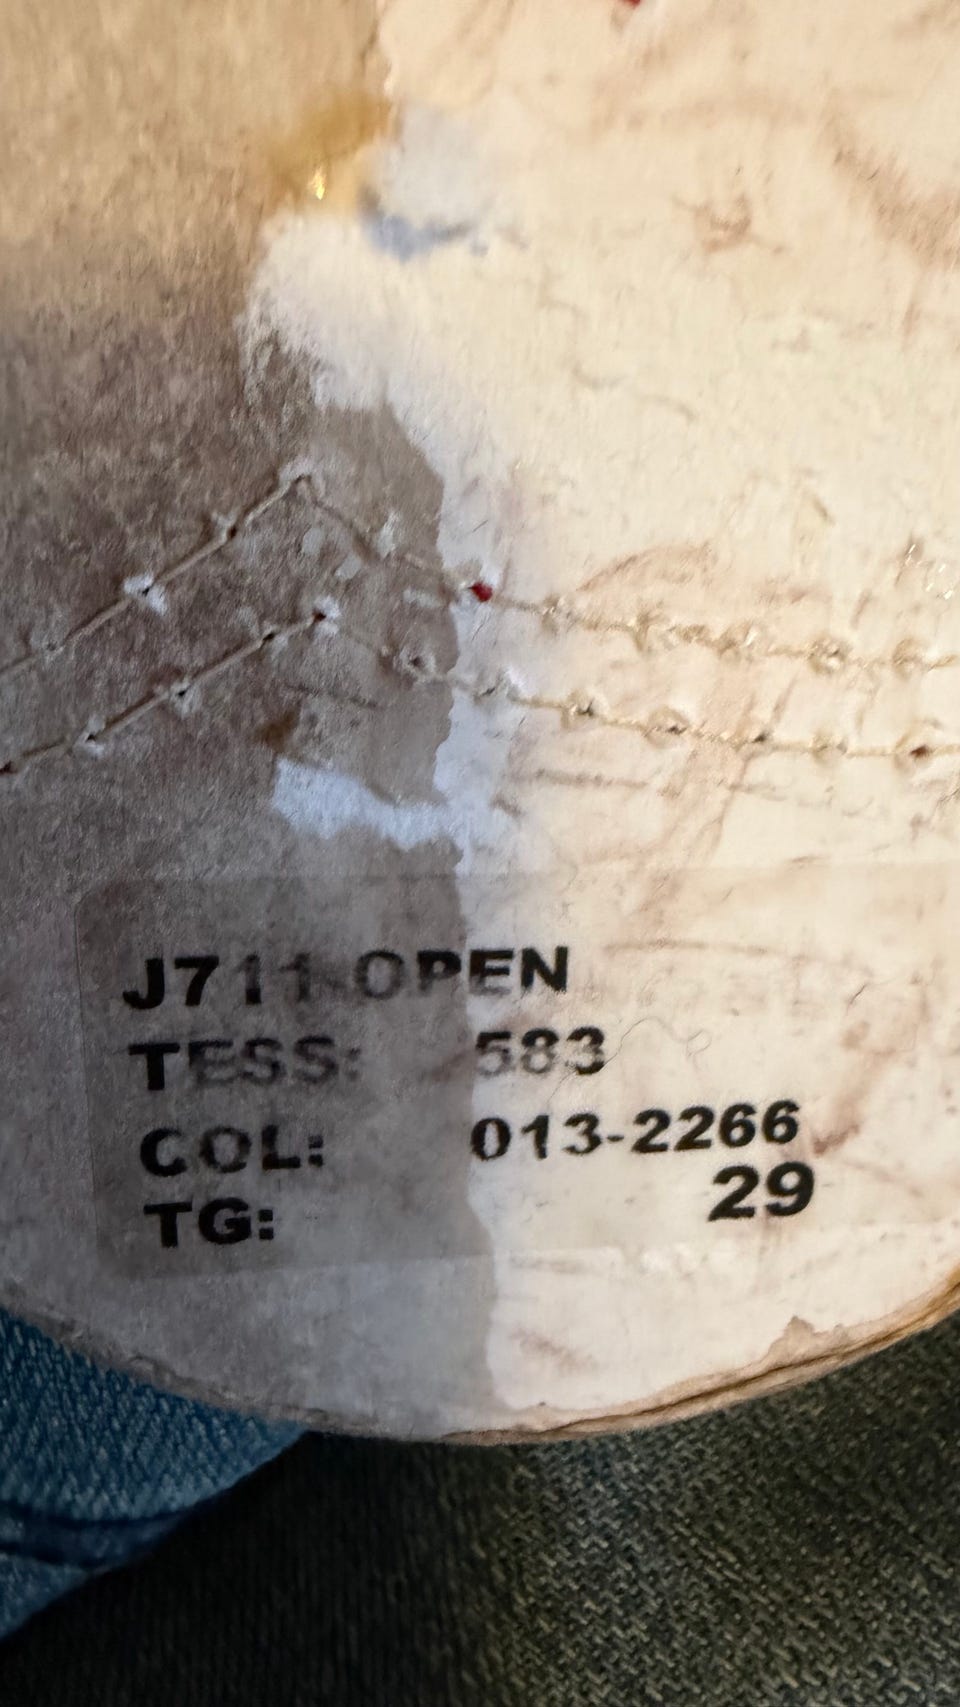 J711 OPEN
TESS: 583
COL: 013-2266
TG: 29